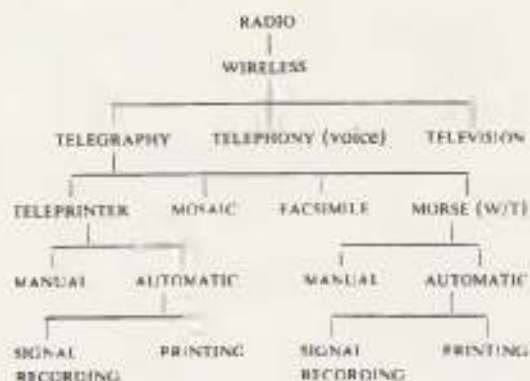 RADIO
WIRELESS
TELEGRAPHY TELEPHONY (voice) TELEVISION
TELEPRINTER MOSAIC FACSIMILE MORSE (W/T)
MANUAL AUTOMATIC MANUAL AUTOMATIC
SIGNAL RECORDING PRINTING SIGNAL RECORDING PRINTING